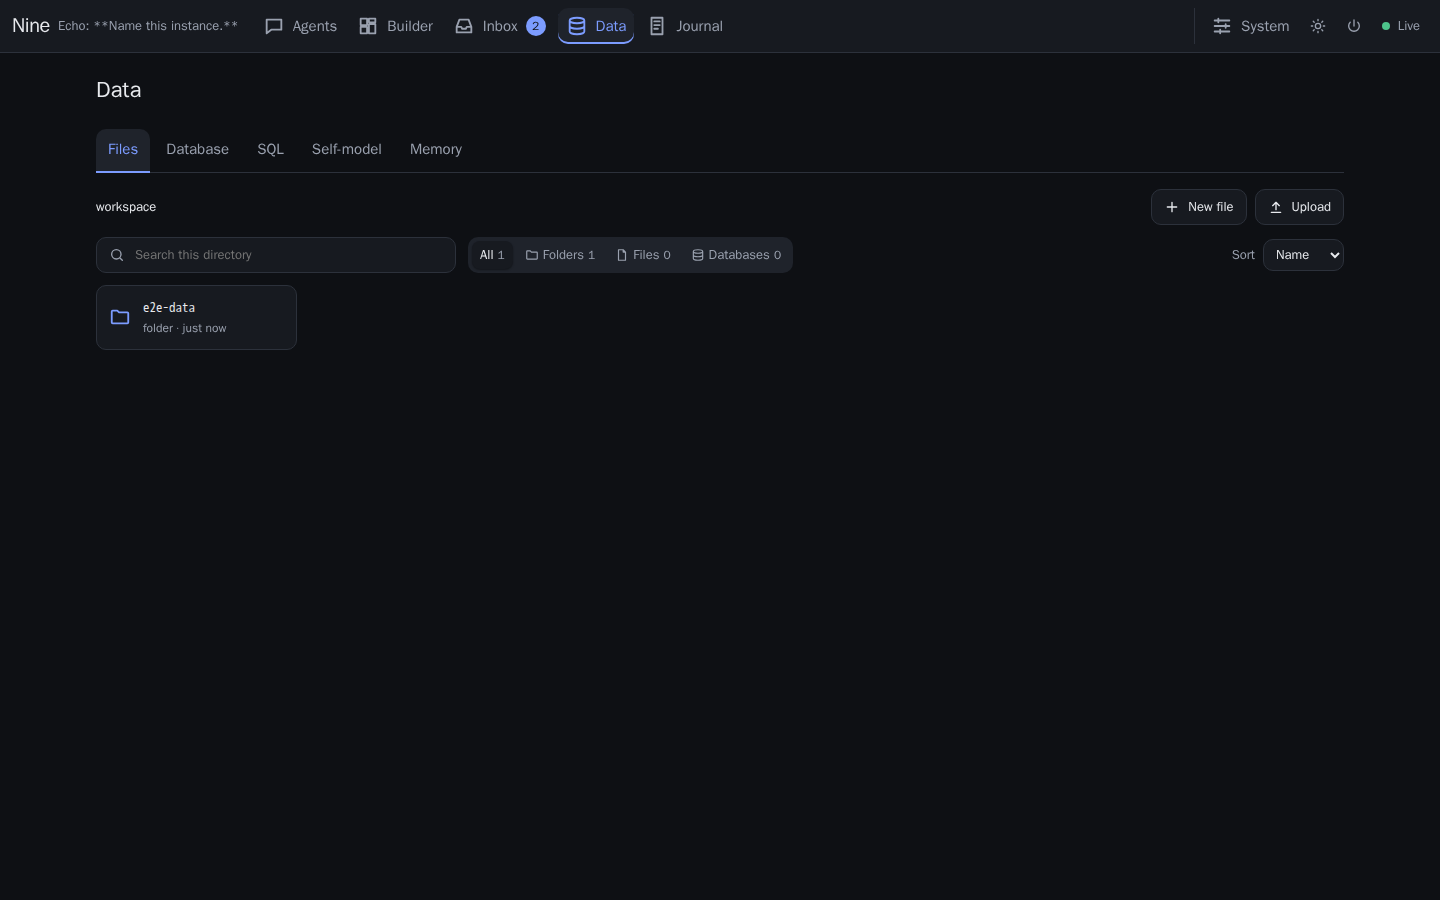 Nine Echo: **Name this instance.** Agents Builder Inbox 2 Data Journal System Live
Data
Files Database SQL Self-model Memory
workspace New file Upload
Search this directory All 1 Folders 1 Files 0 Databases 0 Sort Name
e2e-data
folder · just now